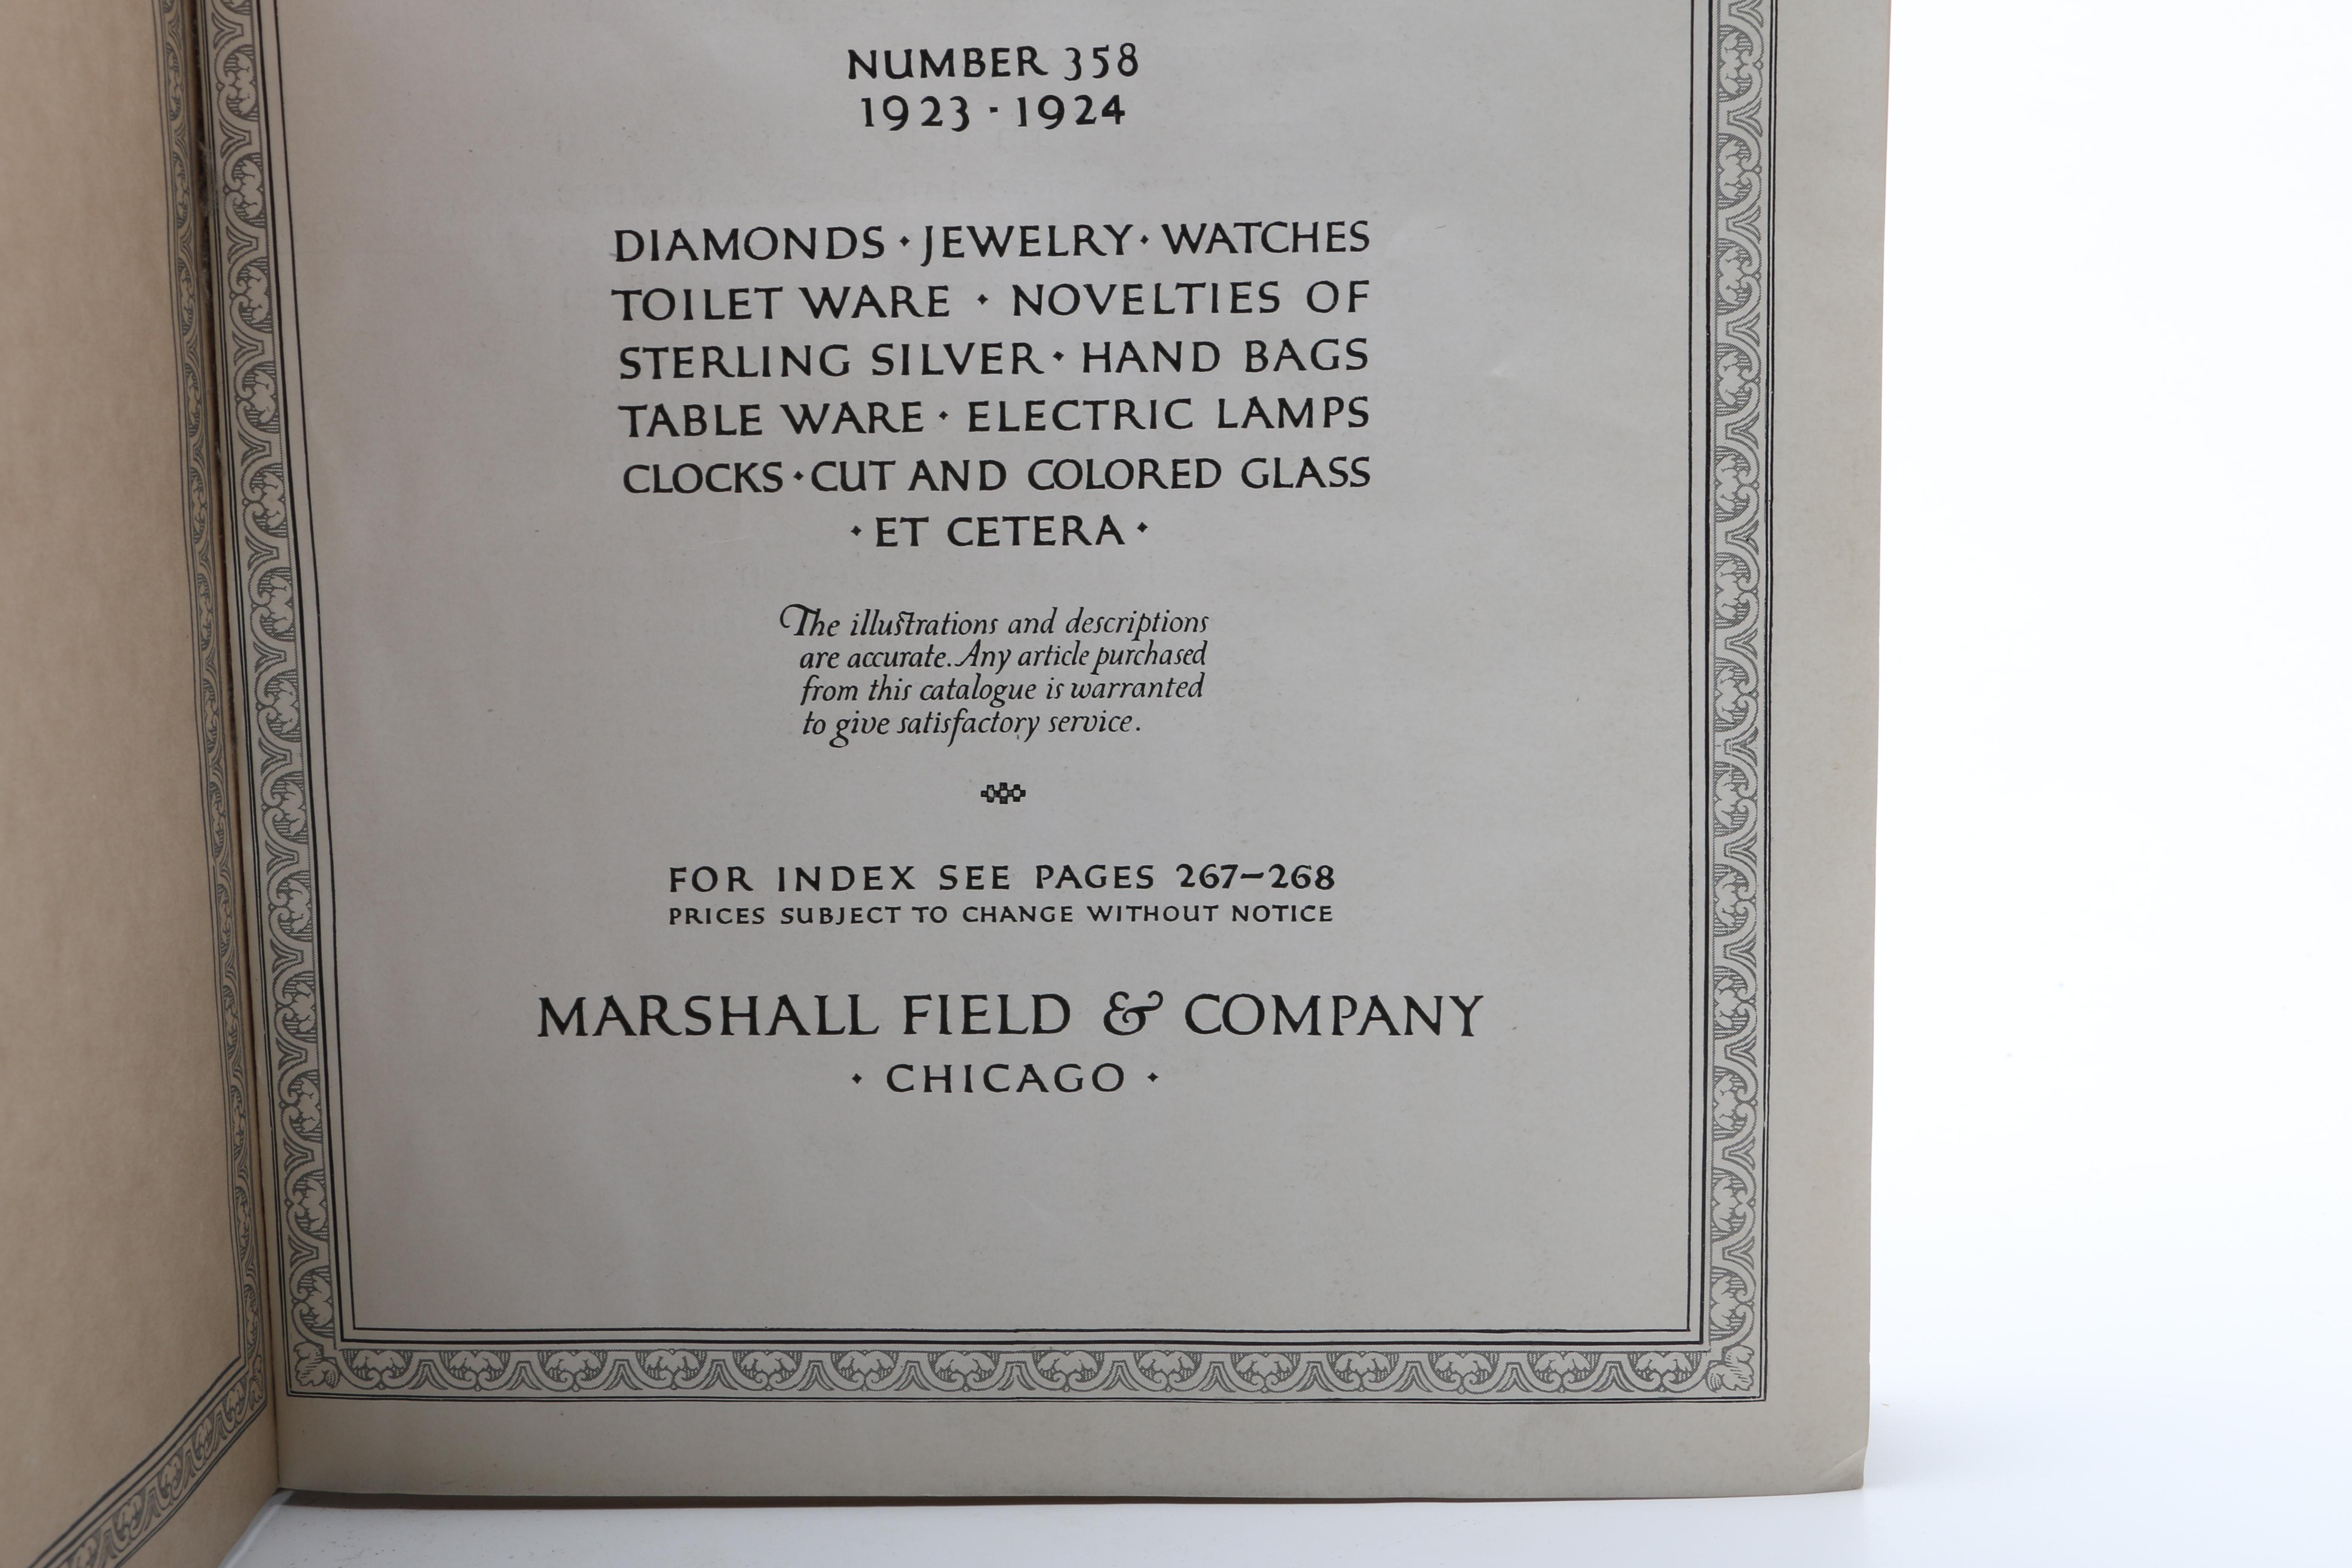 NUMBER 358
1923 · 1924
DIAMONDS · JEWELRY · WATCHES
TOILET WARE · NOVELTIES OF
STERLING SILVER · HAND BAGS
TABLE WARE · ELECTRIC LAMPS
CLOCKS · CUT AND COLORED GLASS
· ET CETERA ·
The illustrations and descriptions
are accurate. Any article purchased
from this catalogue is warranted
to give satisfactory service.
FOR INDEX SEE PAGES 267–268
PRICES SUBJECT TO CHANGE WITHOUT NOTICE
MARSHALL FIELD & COMPANY
· CHICAGO ·